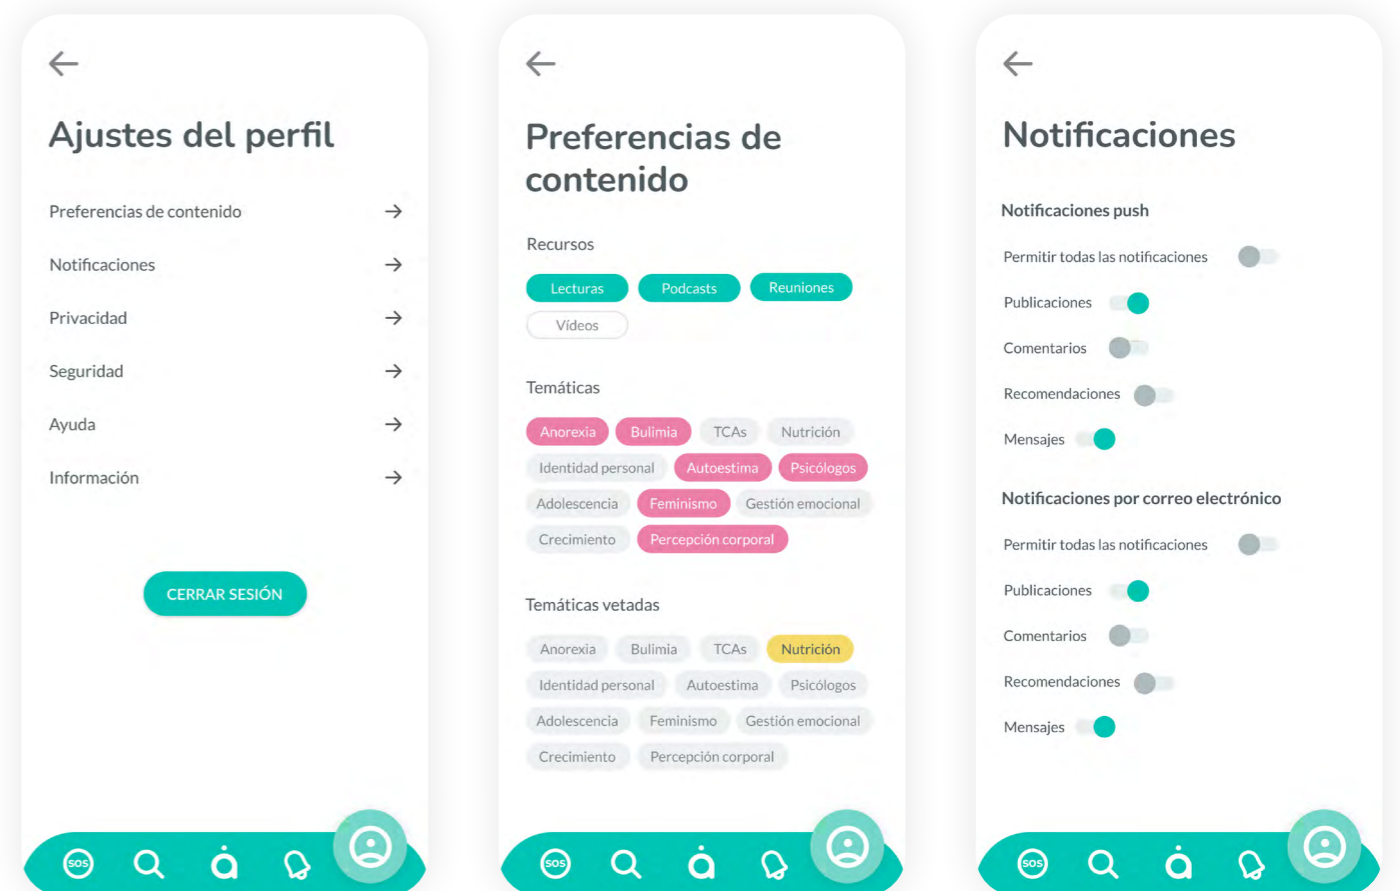 Ajustes del perfil
Preferencias de contenido
Notificaciones
Privacidad
Seguridad
Ayuda
Información
CERRAR SESIÓN
SOS
Preferencias de
contenido
Recursos
Lecturas Podcasts Reuniones
Vídeos
Temáticas
Anorexia Bulimia TCAs Nutrición
Identidad personal Autoestima Psicólogos
Adolescencia Feminismo Gestión emocional
Crecimiento Percepción corporal
Temáticas vetadas
Anorexia Bulimia TCAs Nutrición
Identidad personal Autoestima Psicólogos
Adolescencia Feminismo Gestión emocional
Crecimiento Percepción corporal
SOS
Notificaciones
Notificaciones push
Permitir todas las notificaciones
Publicaciones
Comentarios
Recomendaciones
Mensajes
Notificaciones por correo electrónico
Permitir todas las notificaciones
Publicaciones
Comentarios
Recomendaciones
Mensajes
SOS